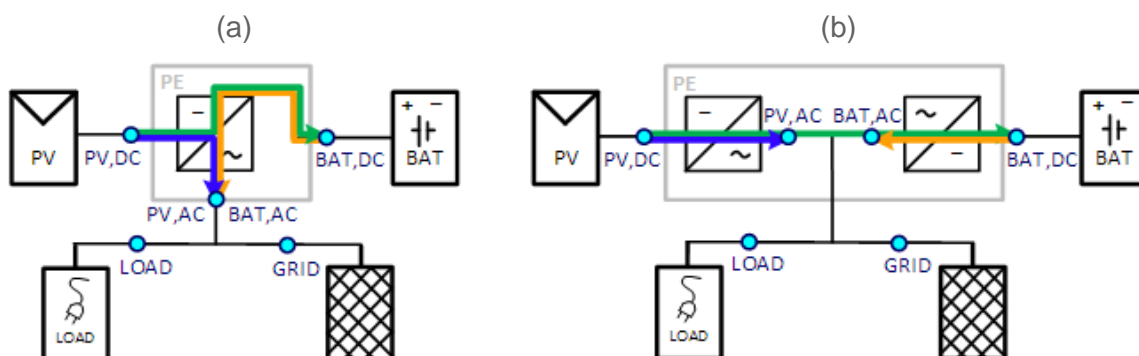 (a)
(b)
PE
PV
PV,DC
BAT,DC
+ −
BAT
PV,AC
BAT,AC
LOAD
GRID
LOAD
PE
PV,AC
BAT,AC
PV
PV,DC
BAT,DC
+ −
BAT
LOAD
GRID
LOAD